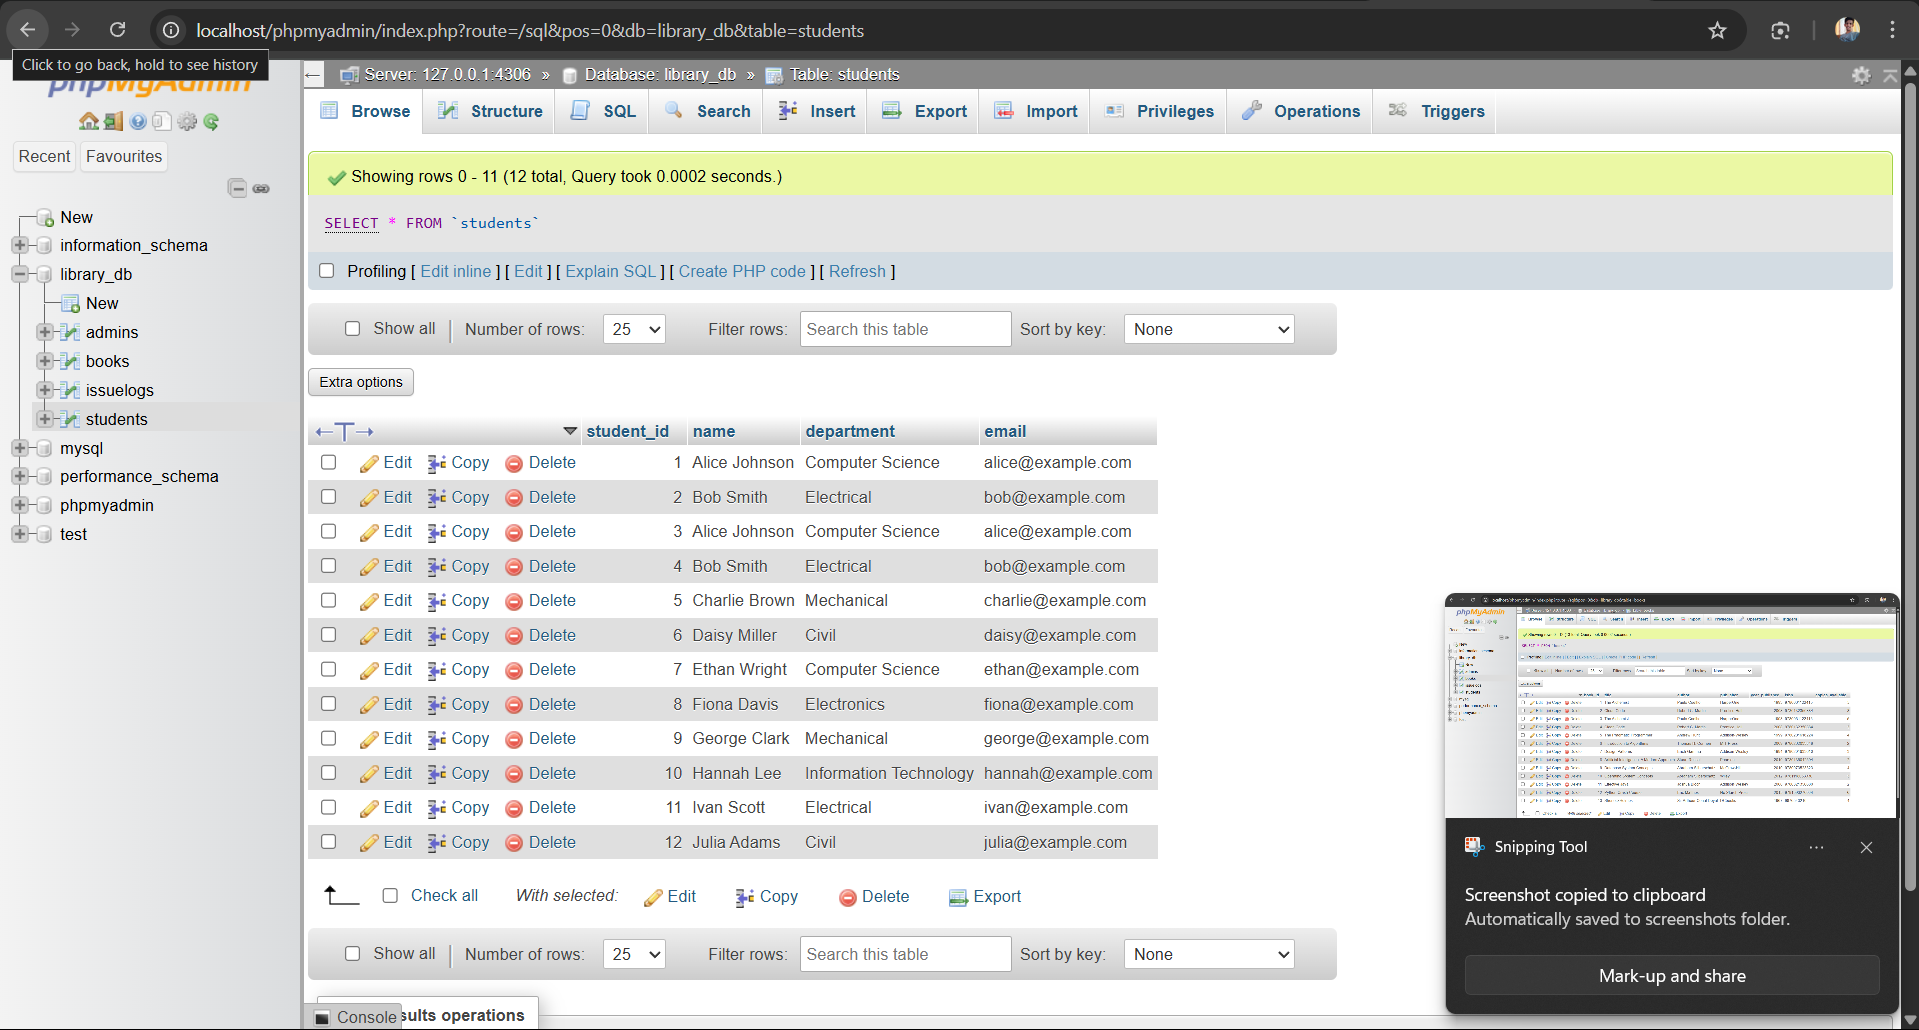 localhost/phpmyadmin/index.php?route=/sql&pos=0&db=library_db&table=students
Click to go back, hold to see history
phpMyAdmin
Recent Favourites
New
information_schema
library_db
New
admins
books
issuelogs
students
mysql
performance_schema
phpmyadmin
test
Server: 127.0.0.1:4306 » Database: library_db » Table: students
Browse Structure SQL Search Insert Export Import Privileges Operations Triggers
Showing rows 0 - 11 (12 total, Query took 0.0002 seconds.)
SELECT * FROM `students`
Profiling [ Edit inline ] [ Edit ] [ Explain SQL ] [ Create PHP code ] [ Refresh ]
Show all Number of rows: 25 Filter rows: Search this table Sort by key: None
Extra options
student_id name department email
Edit Copy Delete 1 Alice Johnson Computer Science alice@example.com
Edit Copy Delete 2 Bob Smith Electrical bob@example.com
Edit Copy Delete 3 Alice Johnson Computer Science alice@example.com
Edit Copy Delete 4 Bob Smith Electrical bob@example.com
Edit Copy Delete 5 Charlie Brown Mechanical charlie@example.com
Edit Copy Delete 6 Daisy Miller Civil daisy@example.com
Edit Copy Delete 7 Ethan Wright Computer Science ethan@example.com
Edit Copy Delete 8 Fiona Davis Electronics fiona@example.com
Edit Copy Delete 9 George Clark Mechanical george@example.com
Edit Copy Delete 10 Hannah Lee Information Technology hannah@example.com
Edit Copy Delete 11 Ivan Scott Electrical ivan@example.com
Edit Copy Delete 12 Julia Adams Civil julia@example.com
Check all With selected: Edit Copy Delete Export
Show all Number of rows: 25 Filter rows: Search this table Sort by key: None
Console sults operations
phpMyAdmin
Snipping Tool
Screenshot copied to clipboard
Automatically saved to screenshots folder.
Mark-up and share